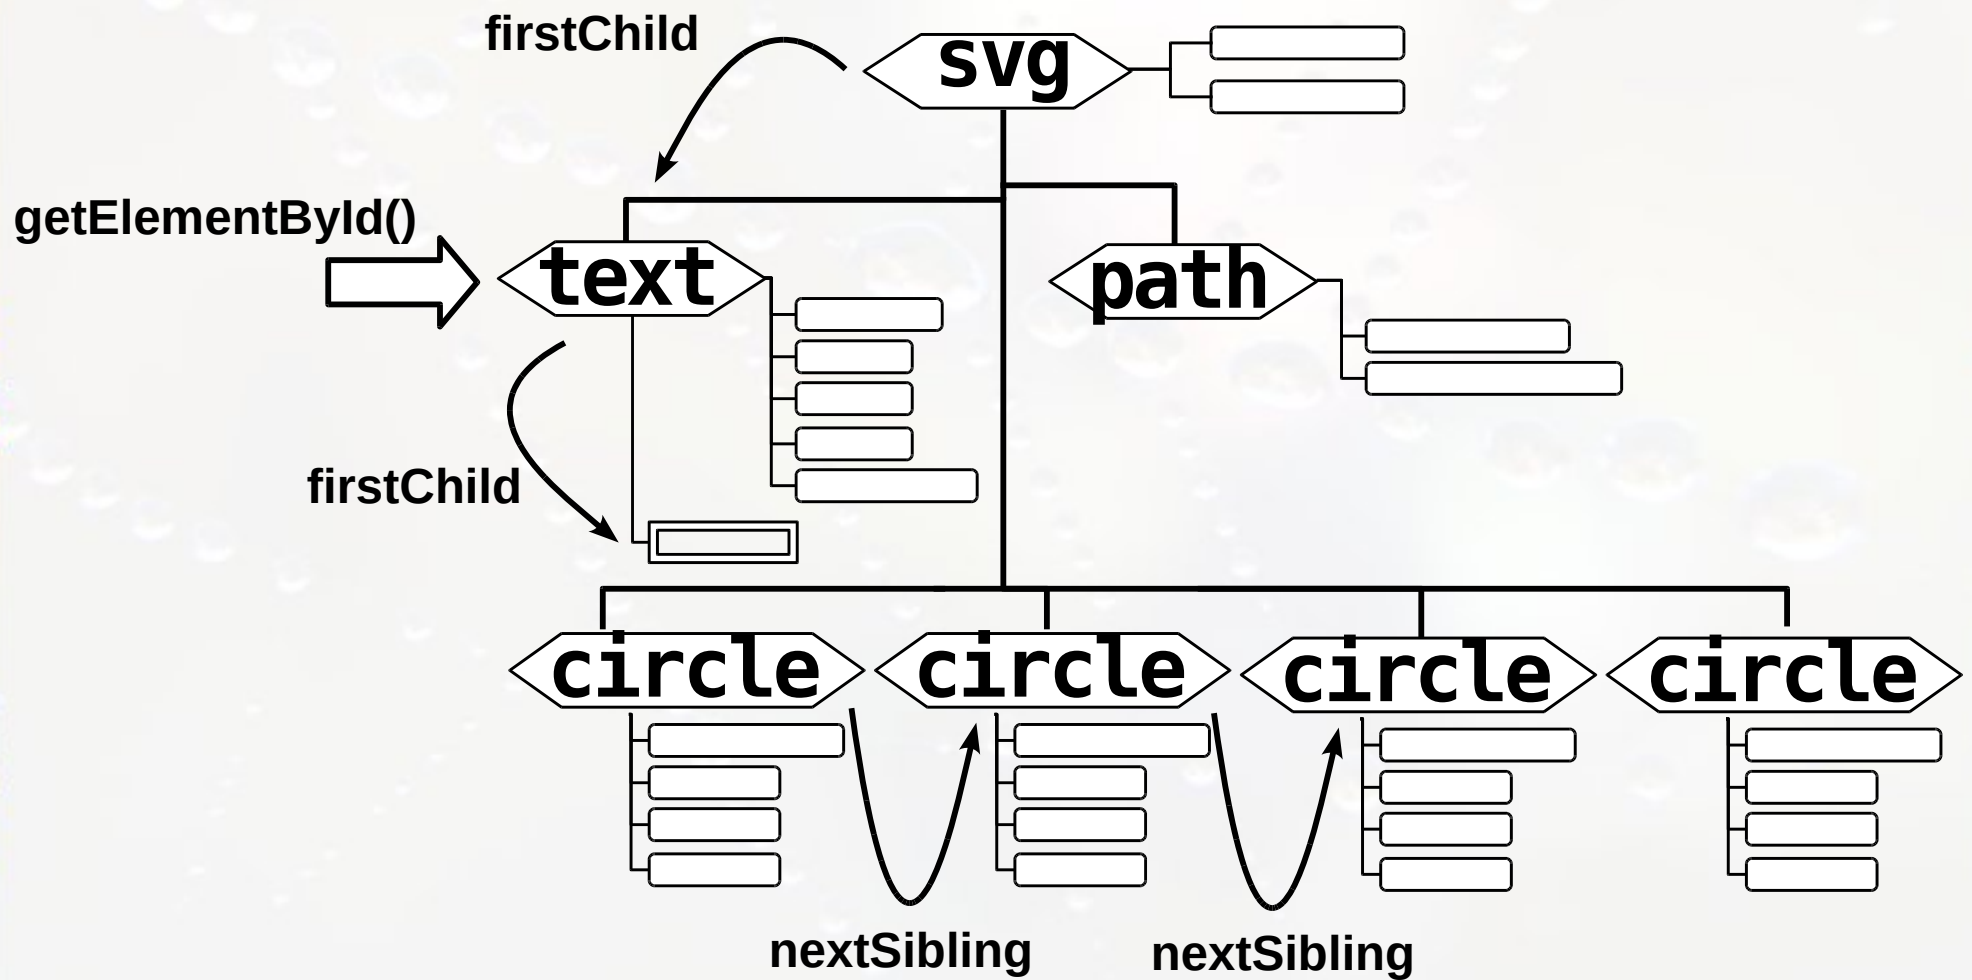 firstChild
svg
getElementById()
text
path
firstChild
circle
circle
circle
circle
nextSibling
nextSibling